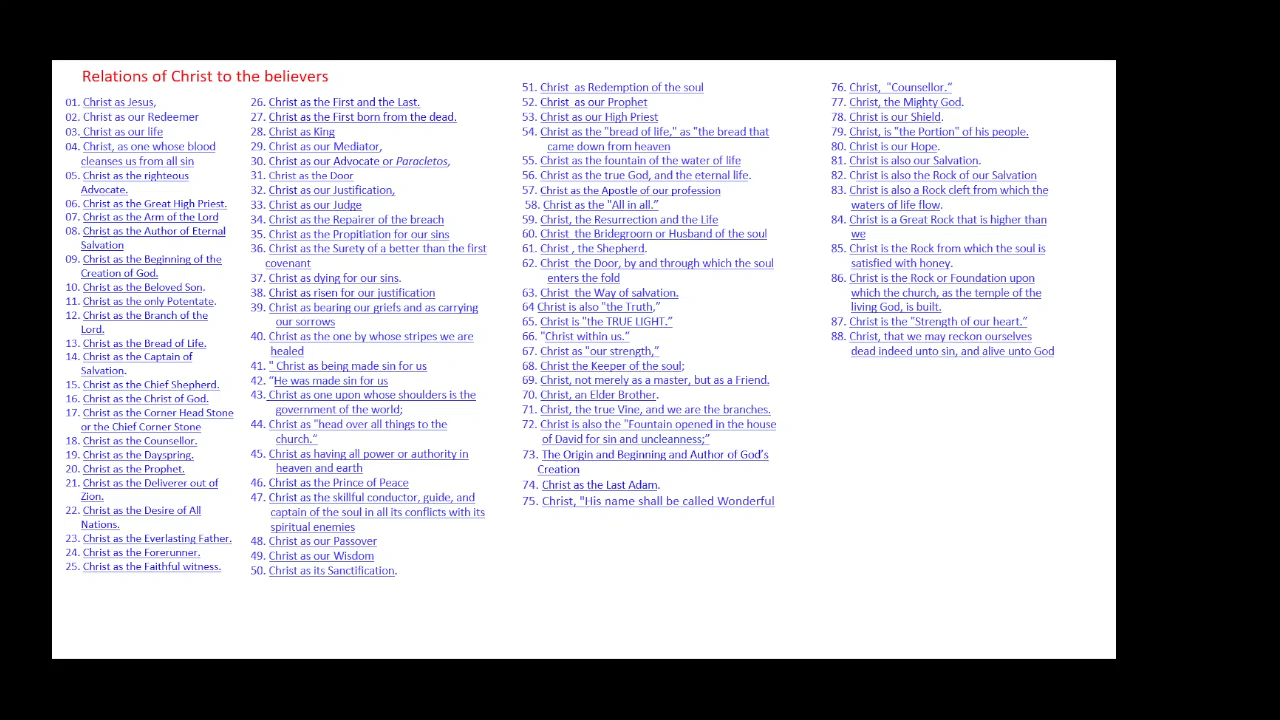 Relations of Christ to the believers
01. Christ as Jesus,
02. Christ as our Redeemer
03. Christ as our life
04. Christ, as one whose blood
cleanses us from all sin
05. Christ as the righteous
Advocate.
06. Christ as the Great High Priest.
07. Christ as the Arm of the Lord
08. Christ as the Author of Eternal
Salvation
09. Christ as the Beginning of the
Creation of God.
10. Christ as the Beloved Son.
11. Christ as the only Potentate.
12. Christ as the Branch of the
Lord.
13. Christ as the Bread of Life.
14. Christ as the Captain of
Salvation.
15. Christ as the Chief Shepherd.
16. Christ as the Christ of God.
17. Christ as the Corner Head Stone
or the Chief Corner Stone
18. Christ as the Counsellor.
19. Christ as the Dayspring.
20. Christ as the Prophet.
21. Christ as the Deliverer out of
Zion.
22. Christ as the Desire of All
Nations.
23. Christ as the Everlasting Father.
24. Christ as the Forerunner.
25. Christ as the Faithful witness.
26. Christ as the First and the Last.
27. Christ as the First born from the dead.
28. Christ as King
29. Christ as our Mediator,
30. Christ as our Advocate or Paracletos,
31. Christ as the Door
32. Christ as our Justification,
33. Christ as our Judge
34. Christ as the Repairer of the breach
35. Christ as the Propitiation for our sins
36. Christ as the Surety of a better than the first
covenant
37. Christ as dying for our sins.
38. Christ as risen for our justification
39. Christ as bearing our griefs and as carrying
our sorrows
40. Christ as the one by whose stripes we are
healed
41. " Christ as being made sin for us
42. “He was made sin for us
43. Christ as one upon whose shoulders is the
government of the world;
44. Christ as "head over all things to the
church.“
45. Christ as having all power or authority in
heaven and earth
46. Christ as the Prince of Peace
47. Christ as the skillful conductor, guide, and
captain of the soul in all its conflicts with its
spiritual enemies
48. Christ as our Passover
49. Christ as our Wisdom
50. Christ as its Sanctification.
51. Christ as Redemption of the soul
52. Christ as our Prophet
53. Christ as our High Priest
54. Christ as the "bread of life," as "the bread that
came down from heaven
55. Christ as the fountain of the water of life
56. Christ as the true God, and the eternal life.
57. Christ as the Apostle of our profession
58. Christ as the "All in all.”
59. Christ, the Resurrection and the Life
60. Christ the Bridegroom or Husband of the soul
61. Christ , the Shepherd.
62. Christ the Door, by and through which the soul
enters the fold
63. Christ the Way of salvation.
64 Christ is also "the Truth,”
65. Christ is "the TRUE LIGHT.”
66. "Christ within us.“
67. Christ as "our strength,“
68. Christ the Keeper of the soul;
69. Christ, not merely as a master, but as a Friend.
70. Christ, an Elder Brother.
71. Christ, the true Vine, and we are the branches.
72. Christ is also the "Fountain opened in the house
of David for sin and uncleanness;”
73. The Origin and Beginning and Author of God’s
Creation
74. Christ as the Last Adam.
75. Christ, "His name shall be called Wonderful
76. Christ, "Counsellor.“
77. Christ, the Mighty God.
78. Christ is our Shield.
79. Christ, is "the Portion" of his people.
80. Christ is our Hope.
81. Christ is also our Salvation.
82. Christ is also the Rock of our Salvation
83. Christ is also a Rock cleft from which the
waters of life flow.
84. Christ is a Great Rock that is higher than
we
85. Christ is the Rock from which the soul is
satisfied with honey.
86. Christ is the Rock or Foundation upon
which the church, as the temple of the
living God, is built.
87. Christ is the "Strength of our heart.”
88. Christ, that we may reckon ourselves
dead indeed unto sin, and alive unto God